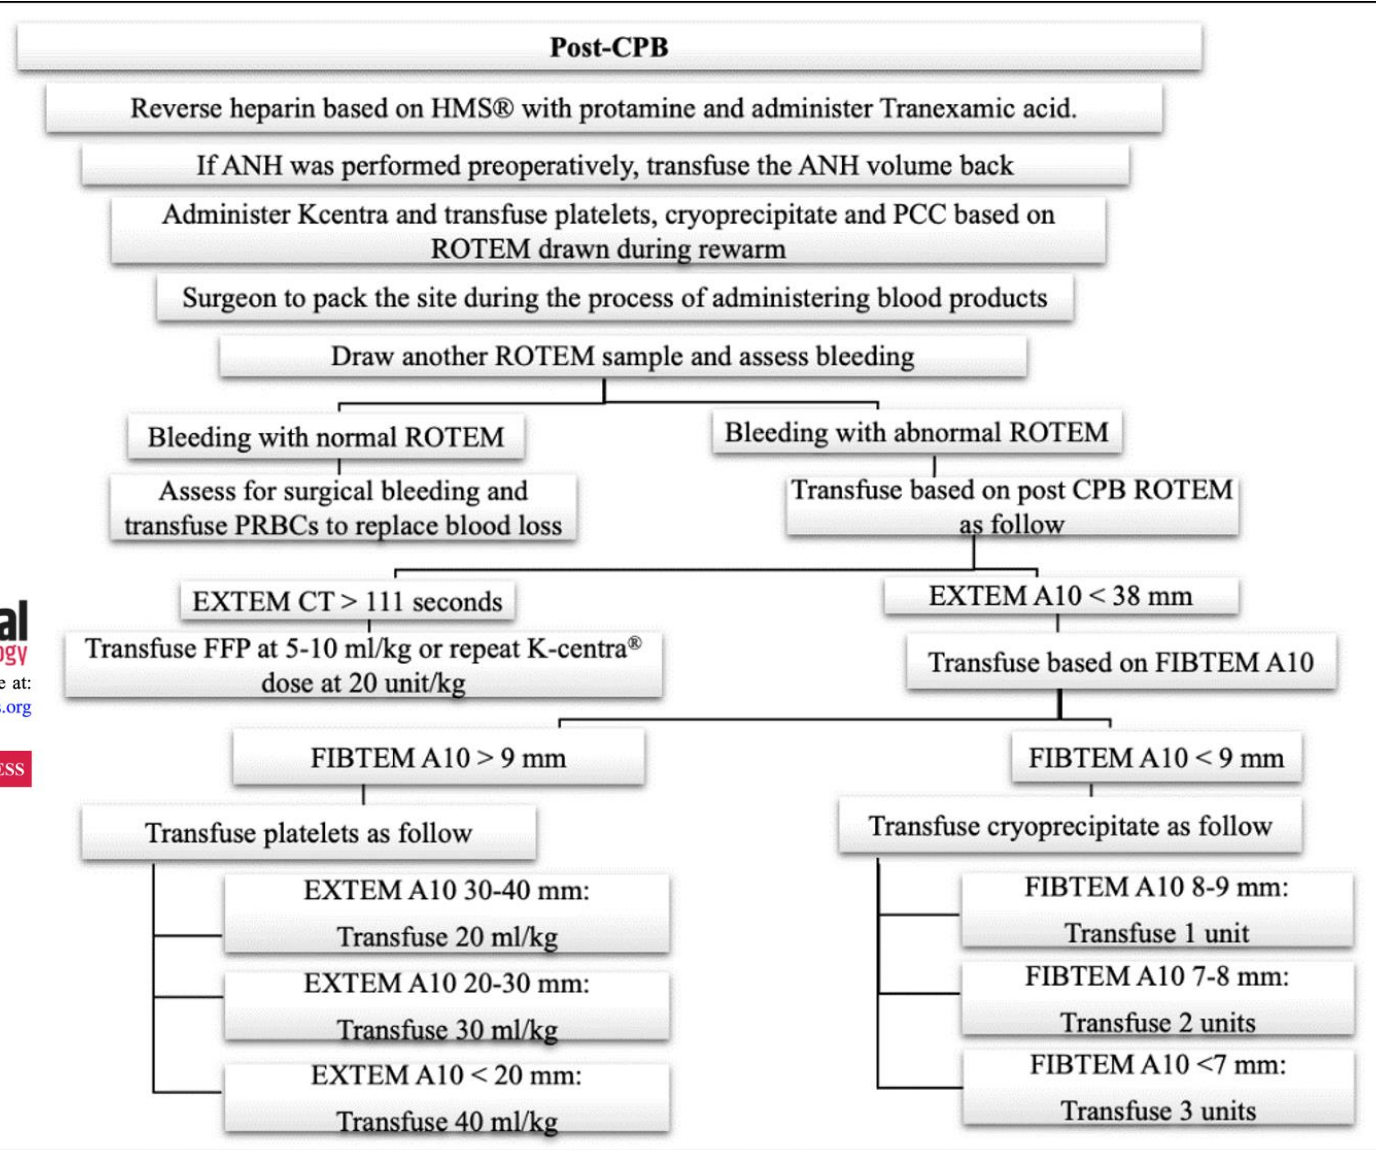 Post-CPB
Reverse heparin based on HMS® with protamine and administer Tranexamic acid.
If ANH was performed preoperatively, transfuse the ANH volume back
Administer Kcentra and transfuse platelets, cryoprecipitate and PCC based on
ROTEM drawn during rewarm
Surgeon to pack the site during the process of administering blood products
Draw another ROTEM sample and assess bleeding
Bleeding with normal ROTEM
Assess for surgical bleeding and
transfuse PRBCs to replace blood loss
Bleeding with abnormal ROTEM
Transfuse based on post CPB ROTEM
as follow
EXTEM CT > 111 seconds
Transfuse FFP at 5-10 ml/kg or repeat K-centra®
dose at 20 unit/kg
EXTEM A10 < 38 mm
Transfuse based on FIBTEM A10
FIBTEM A10 > 9 mm
Transfuse platelets as follow
EXTEM A10 30-40 mm:
Transfuse 20 ml/kg
EXTEM A10 20-30 mm:
Transfuse 30 ml/kg
EXTEM A10 < 20 mm:
Transfuse 40 ml/kg
FIBTEM A10 < 9 mm
Transfuse cryoprecipitate as follow
FIBTEM A10 8-9 mm:
Transfuse 1 unit
FIBTEM A10 7-8 mm:
Transfuse 2 units
FIBTEM A10 <7 mm:
Transfuse 3 units
al
ogy
e at:
s.org
ESS